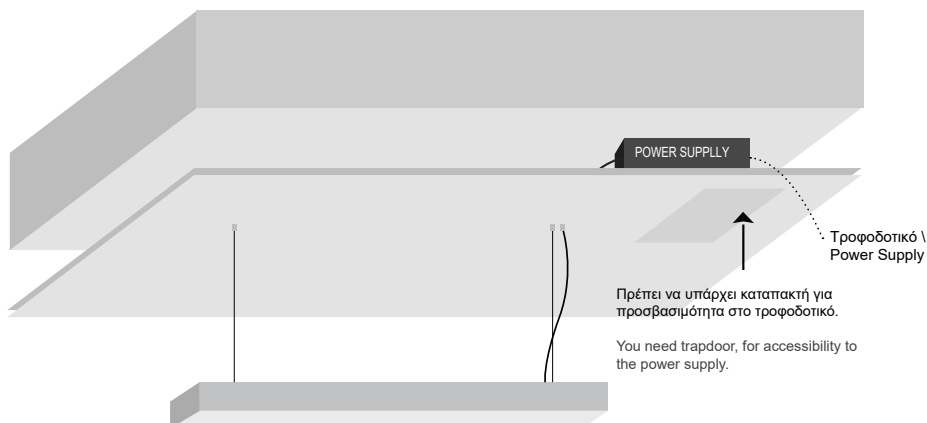 POWER SUPPLLY
Τροφοδοτικό \
Power Supply
Πρέπει να υπάρχει καταπακτή για
προσβασιμότητα στο τροφοδοτικό.
You need trapdoor, for accessibility to
the power supply.